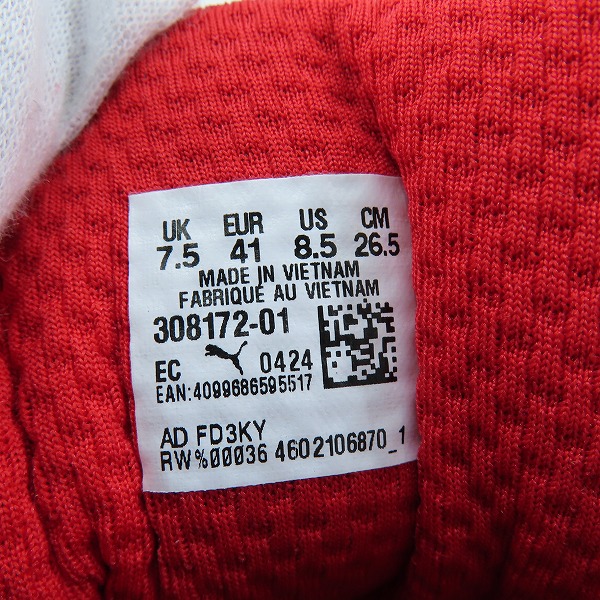 UK EUR US CM
7.5 41 8.5 26.5
MADE IN VIETNAM
FABRIQUE AU VIETNAM
308172-01
EC 0424
EAN:4099686595517
AD FD3KY
RW%00036 4602106870_1